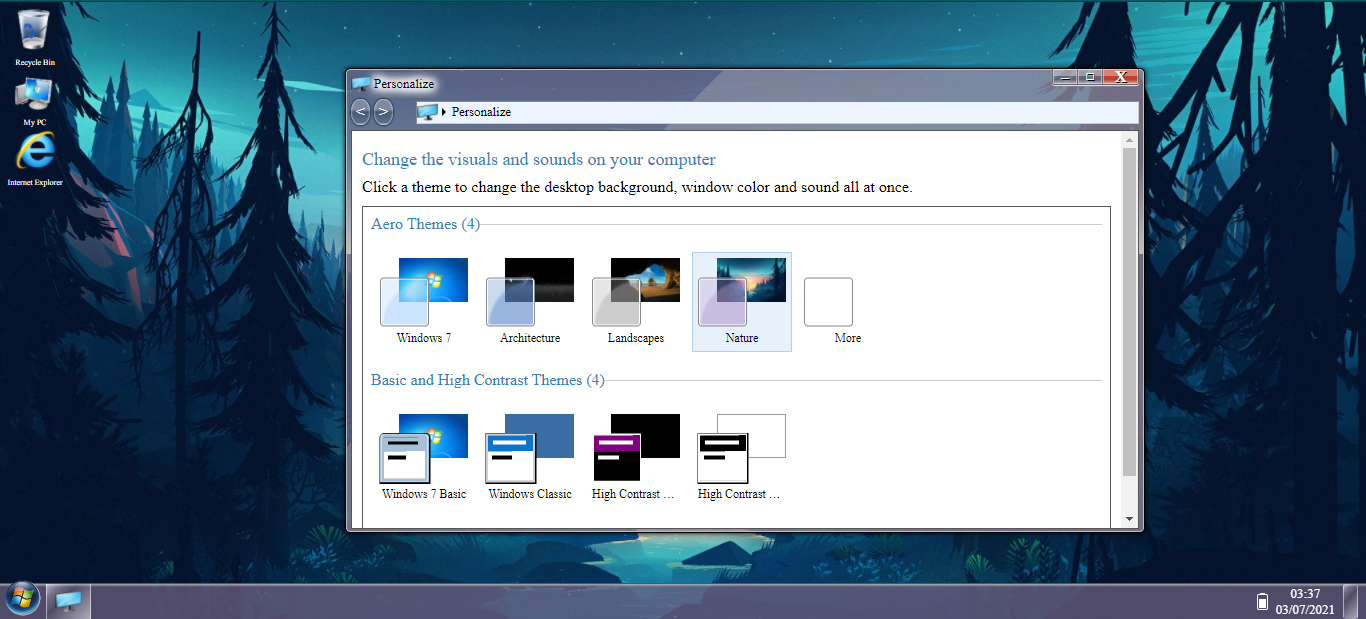 Recycle Bin
My PC
Internet Explorer
Personalize
X
< >
Personalize
Change the visuals and sounds on your computer
Click a theme to change the desktop background, window color and sound all at once.
Aero Themes (4)
Windows 7
Architecture
Landscapes
Nature
More
Basic and High Contrast Themes (4)
Windows 7 Basic
Windows Classic
High Contrast ...
High Contrast ...
03:37
03/07/2021